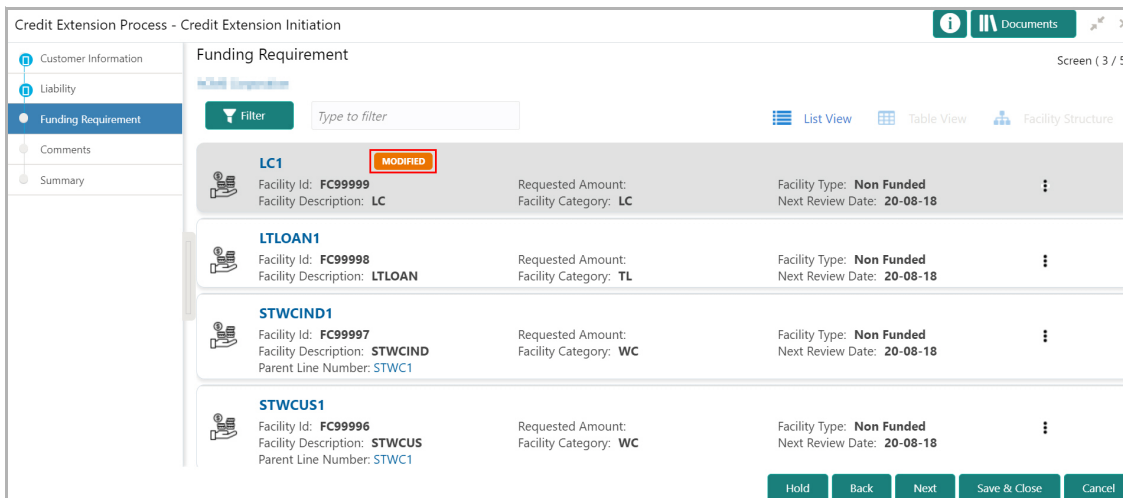 Credit Extension Process - Credit Extension Initiation
i
Documents
Customer Information
Liability
Funding Requirement
Comments
Summary
Funding Requirement
Screen ( 3 / 5
Filter
Type to filter
List View
Table View
Facility Structure
LC1
MODIFIED
Facility Id: FC99999 Requested Amount: Facility Type: Non Funded
Facility Description: LC Facility Category: LC Next Review Date: 20-08-18
LTLOAN1
Facility Id: FC99998 Requested Amount: Facility Type: Non Funded
Facility Description: LTLOAN Facility Category: TL Next Review Date: 20-08-18
STWCIND1
Facility Id: FC99997 Requested Amount: Facility Type: Non Funded
Facility Description: STWCIND Facility Category: WC Next Review Date: 20-08-18
Parent Line Number: STWC1
STWCUS1
Facility Id: FC99996 Requested Amount: Facility Type: Non Funded
Facility Description: STWCUS Facility Category: WC Next Review Date: 20-08-18
Parent Line Number: STWC1
Hold Back Next Save & Close Cancel